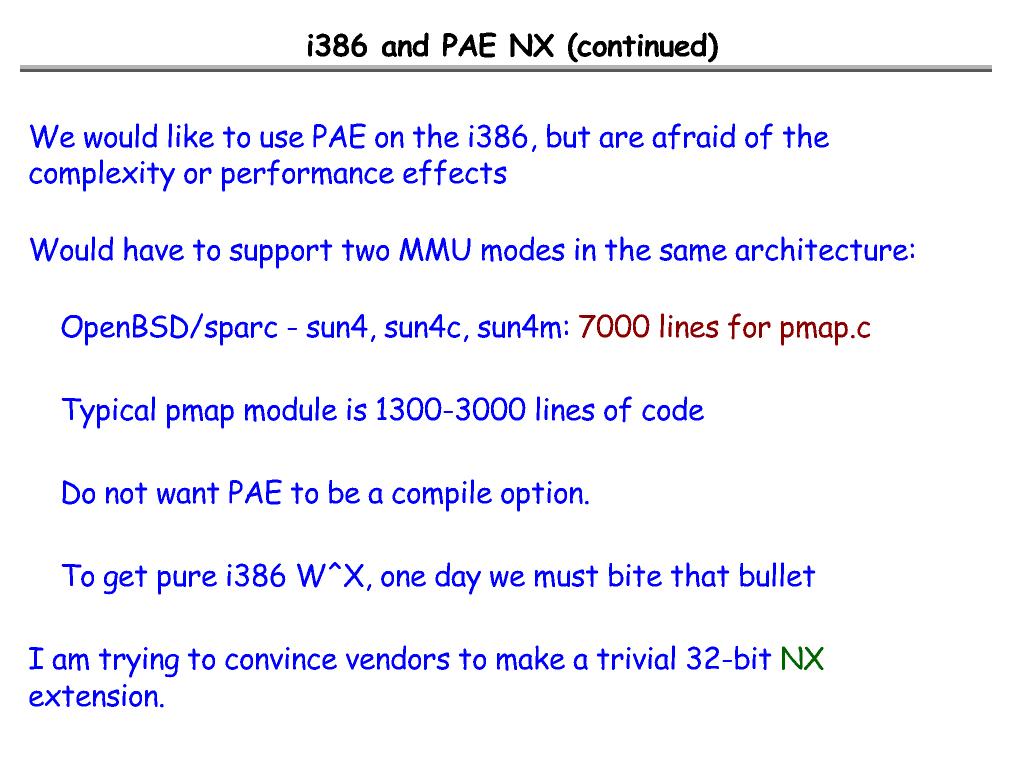 i386 and PAE NX (continued)
We would like to use PAE on the i386, but are afraid of the
complexity or performance effects
Would have to support two MMU modes in the same architecture:
OpenBSD/sparc - sun4, sun4c, sun4m: 7000 lines for pmap.c
Typical pmap module is 1300-3000 lines of code
Do not want PAE to be a compile option.
To get pure i386 W^X, one day we must bite that bullet
I am trying to convince vendors to make a trivial 32-bit NX
extension.